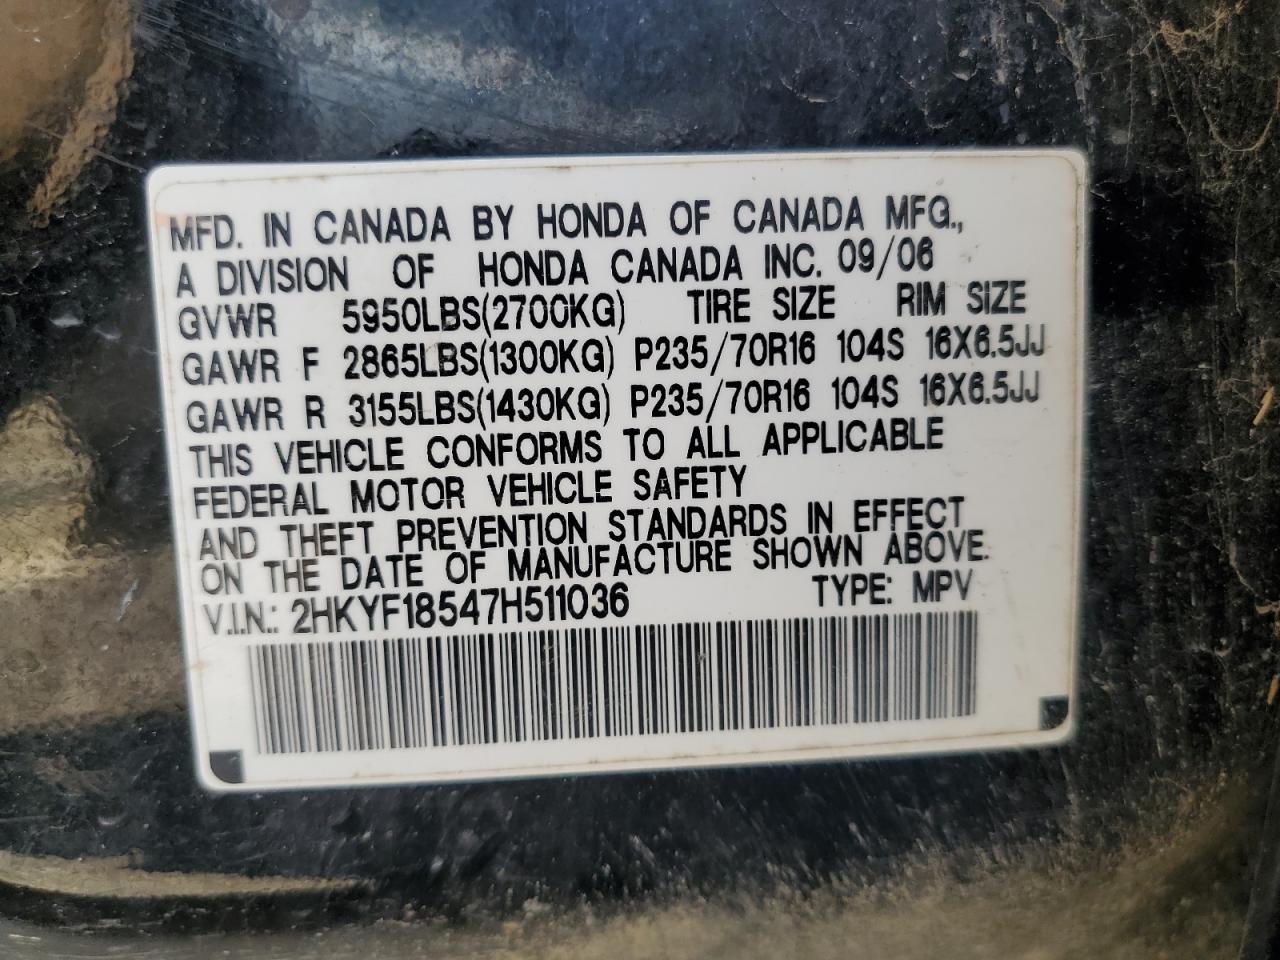 MFD. IN CANADA BY HONDA OF CANADA MFG.,
A DIVISION OF HONDA CANADA INC. 09/06
GVWR 5950LBS(2700KG) TIRE SIZE RIM SIZE
GAWR F 2865LBS(1300KG) P235/70R16 104S 16X6.5JJ
GAWR R 3155LBS(1430KG) P235/70R16 104S 16X6.5JJ
THIS VEHICLE CONFORMS TO ALL APPLICABLE
FEDERAL MOTOR VEHICLE SAFETY
AND THEFT PREVENTION STANDARDS IN EFFECT
ON THE DATE OF MANUFACTURE SHOWN ABOVE.
V.I.N.: 2HKYF18547H511036 TYPE: MPV